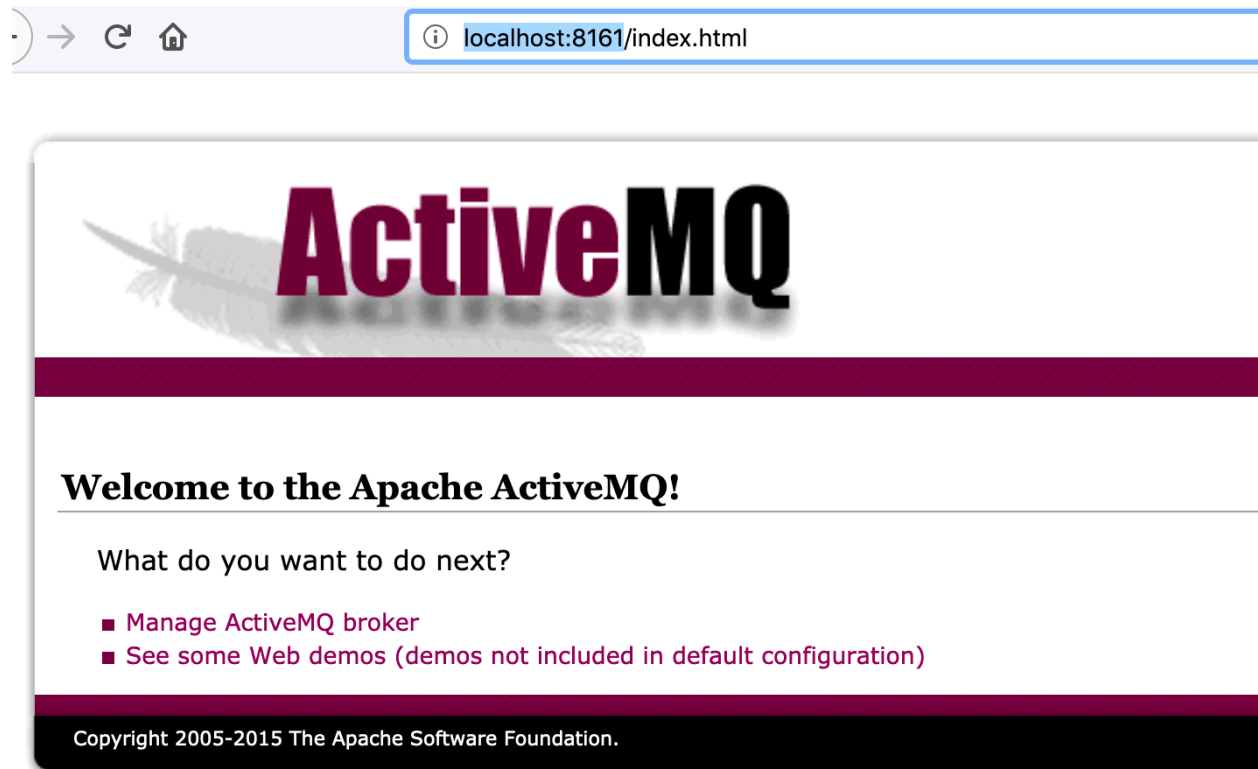 localhost:8161/index.html
ActiveMQ
Welcome to the Apache ActiveMQ!
What do you want to do next?
Manage ActiveMQ broker
See some Web demos (demos not included in default configuration)
Copyright 2005-2015 The Apache Software Foundation.